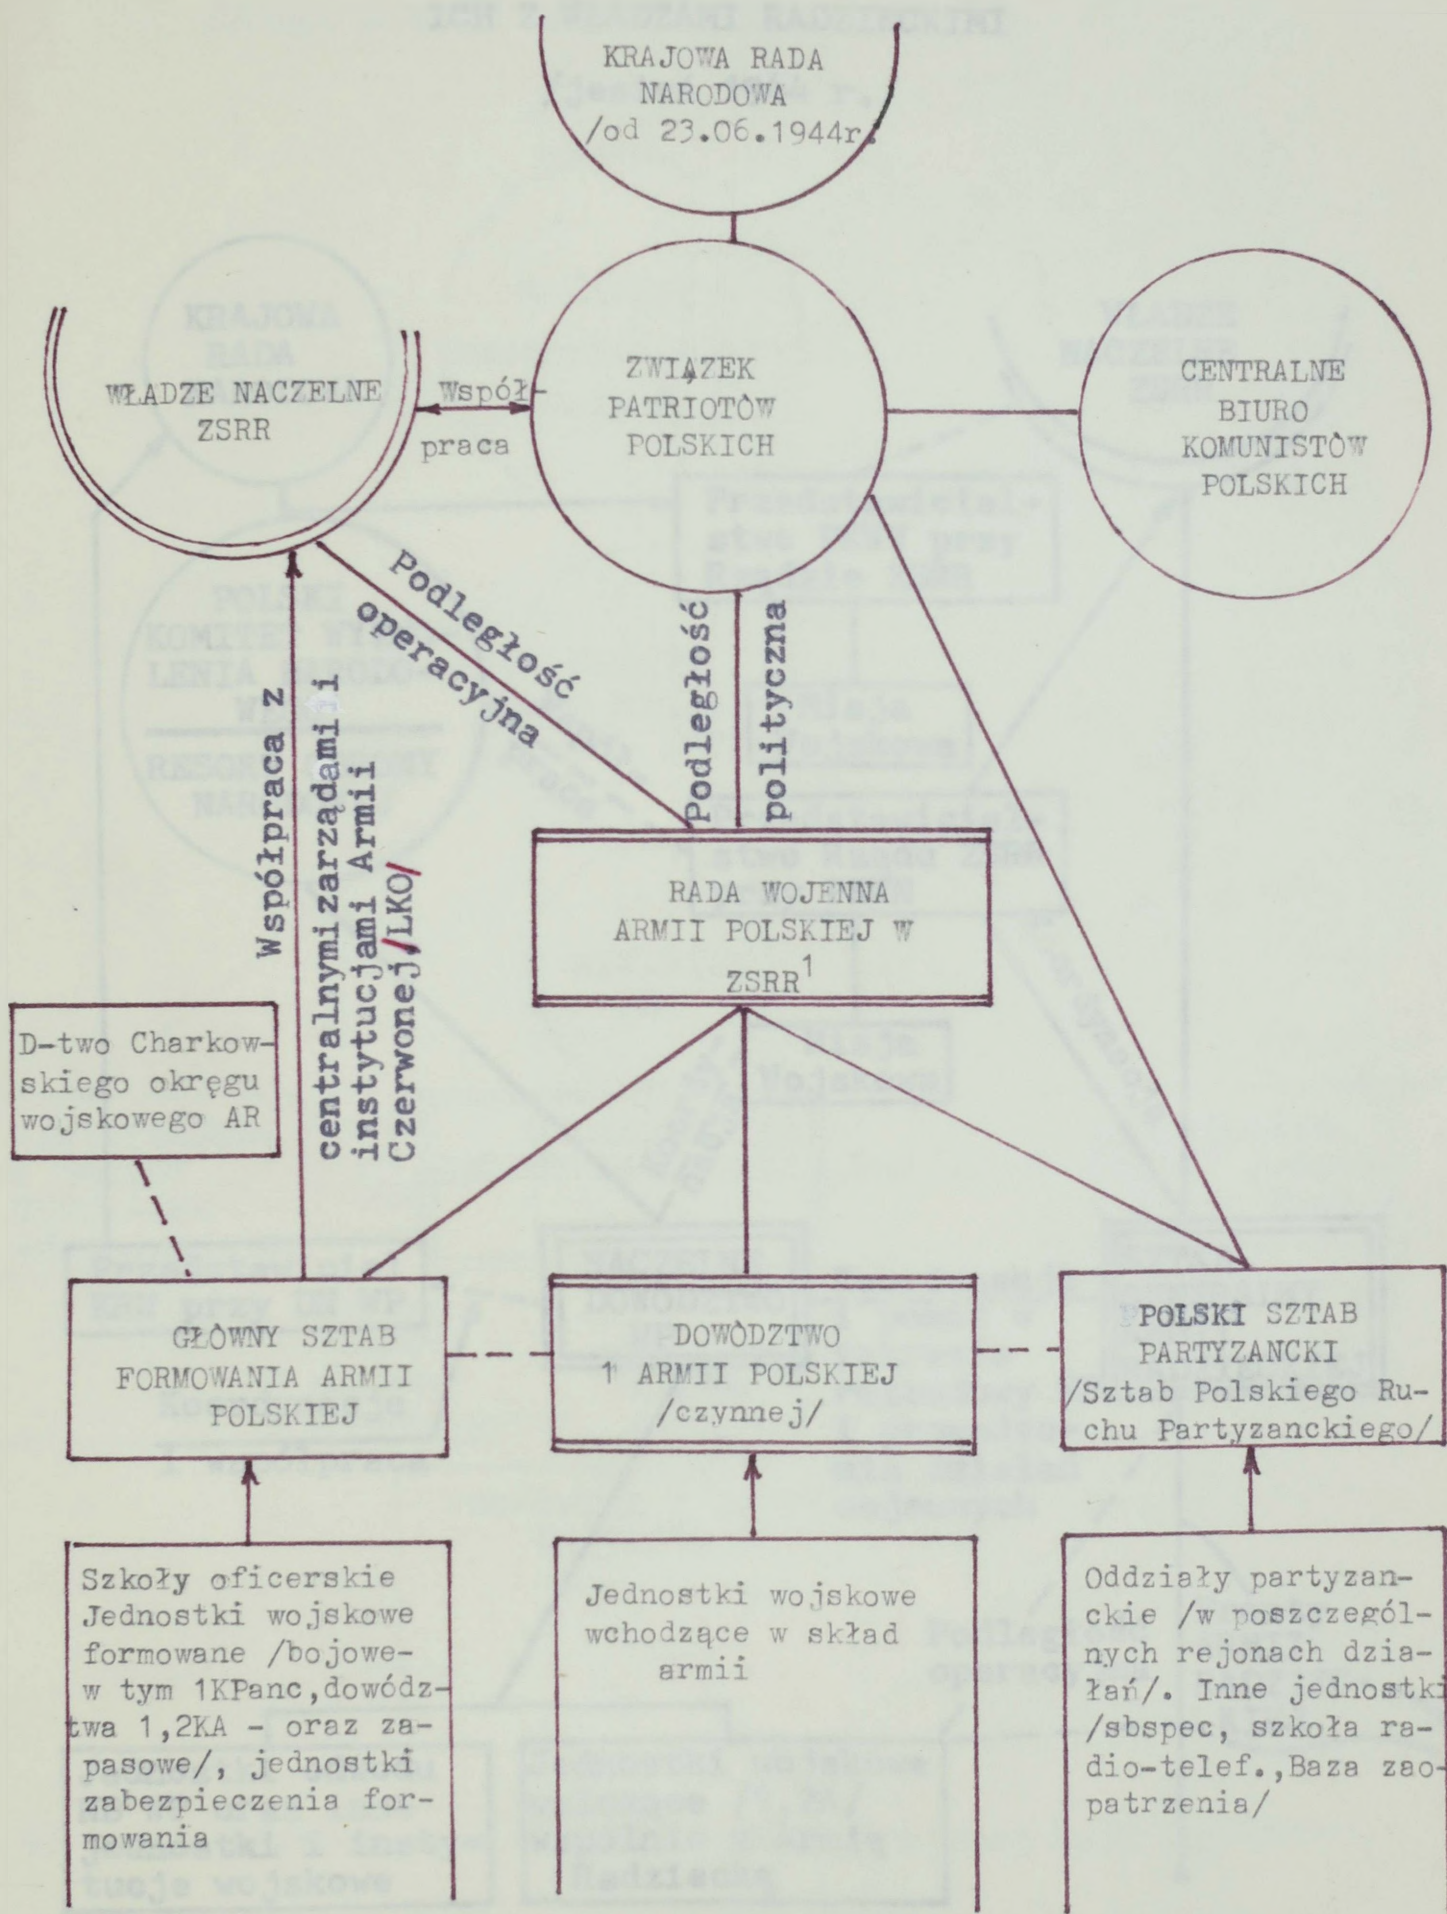 KRAJOWA RADA
NARODOWA
/od 23.06.1944r.
WŁADZE NACZELNE
ZSRR
Współ-
praca
ZWIĄZEK
PATRIOTÓW
POLSKICH
CENTRALNE
BIURO
KOMUNISTÓW
POLSKICH
Podległość
operacyjna
Podległość
polityczna
Współpraca z
centralnymi zarządami i
instytucjami Armii
Czerwonej /LKO/
RADA WOJENNA
ARMII POLSKIEJ W
ZSRR¹
D-two Charkow-
skiego okręgu
wojskowego AR
GŁÓWNY SZTAB
FORMOWANIA ARMII
POLSKIEJ
DOWÓDZTWO
1 ARMII POLSKIEJ
/czynnej/
POLSKI SZTAB
PARTYZANCKI
/Sztab Polskiego Ru-
chu Partyzanckiego/
Szkoły oficerskie
Jednostki wojskowe
formowane /bojowe-
w tym 1KPanc,dowódz-
twa 1,2KA - oraz za-
pasowe/, jednostki
zabezpieczenia for-
mowania
Jednostki wojskowe
wchodzące w skład
armii
Oddziały partyzan-
ckie /w poszczegól-
nych rejonach dzia-
łań/. Inne jednostki
/sbspec, szkoła ra-
dio-telef.,Baza zao-
patrzenia/